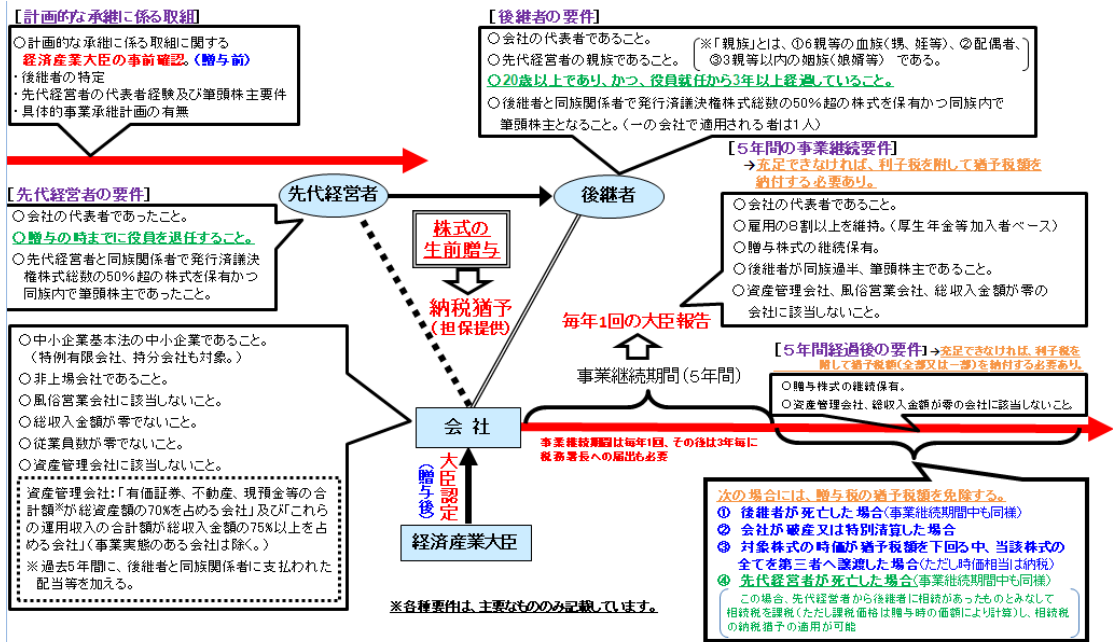 [計画的な承継に係る取組]
○計画的な承継に係る取組に関する
経済産業大臣の事前確認。(贈与前)
・後継者の特定
・先代経営者の代表者経験及び筆頭株主要件
・具体的事業承継計画の有無
[後継者の要件]
○会社の代表者であること。
○先代経営者の親族であること。
※「親族」とは、①6親等の血族(甥、姪等)、②配偶者、
③3親等以内の姻族(娘婿等) である。
○20歳以上であり、かつ、役員就任から3年以上経過していること。
○後継者と同族関係者で発行済議決権株式総数の50%超の株式を保有かつ同族内で
筆頭株主となること。(一の会社で適用される者は1人)
[先代経営者の要件]
○会社の代表者であったこと。
○贈与の時までに役員を退任すること。
○先代経営者と同族関係者で発行済議決
権株式総数の50%超の株式を保有かつ
同族内で筆頭株主であったこと。
先代経営者
後継者
株式の
生前贈与
納税猶予
(担保提供)
[5年間の事業継続要件]
→充足できなければ、利子税を附して猶予税額を
納付する必要あり。
○会社の代表者であること。
○雇用の8割以上を維持。(厚生年金等加入者ベース)
○贈与株式の継続保有。
○後継者が同族過半、筆頭株主であること。
○資産管理会社、風俗営業会社、総収入金額が零の
会社に該当しないこと。
毎年1回の大臣報告
事業継続期間(5年間)
[5年間経過後の要件]→充足できなければ、利子税を
附して猶予税額(全部又は一部)を納付する必要あり。
○贈与株式の継続保有。
○資産管理会社、総収入金額が零の会社に該当しないこと。
○中小企業基本法の中小企業であること。
(特例有限会社、持分会社も対象。)
○非上場会社であること。
○風俗営業会社に該当しないこと。
○総収入金額が零でないこと。
○従業員数が零でないこと。
○資産管理会社に該当しないこと。
資産管理会社:「有価証券、不動産、現預金等の合
計額※が総資産額の70%を占める会社」及び「これ
らの運用収入の合計額が総収入金額の75%以上を占
める会社」(事業実態のある会社は除く。)
※過去5年間に、後継者と同族関係者に支払われた
配当等を加える。
会 社
事業継続期間は毎年1回、その後は3年毎に
税務署長への届出も必要
大臣認定
(贈与後)
経済産業大臣
※各種要件は、主要なもののみ記載しています。
次の場合には、贈与税の猶予税額を免除する。
① 後継者が死亡した場合(事業継続期間中も同様)
② 会社が破産又は特別清算した場合
③ 対象株式の時価が猶予税額を下回る中、当該株式の
全てを第三者へ譲渡した場合(ただし時価相当は納税)
④ 先代経営者が死亡した場合(事業継続期間中も同様)
この場合、先代経営者から後継者に相続があったものとみなして
相続税を課税(ただし課税価格は贈与時の価額により計算)し、相続税
の納税猶予の適用が可能